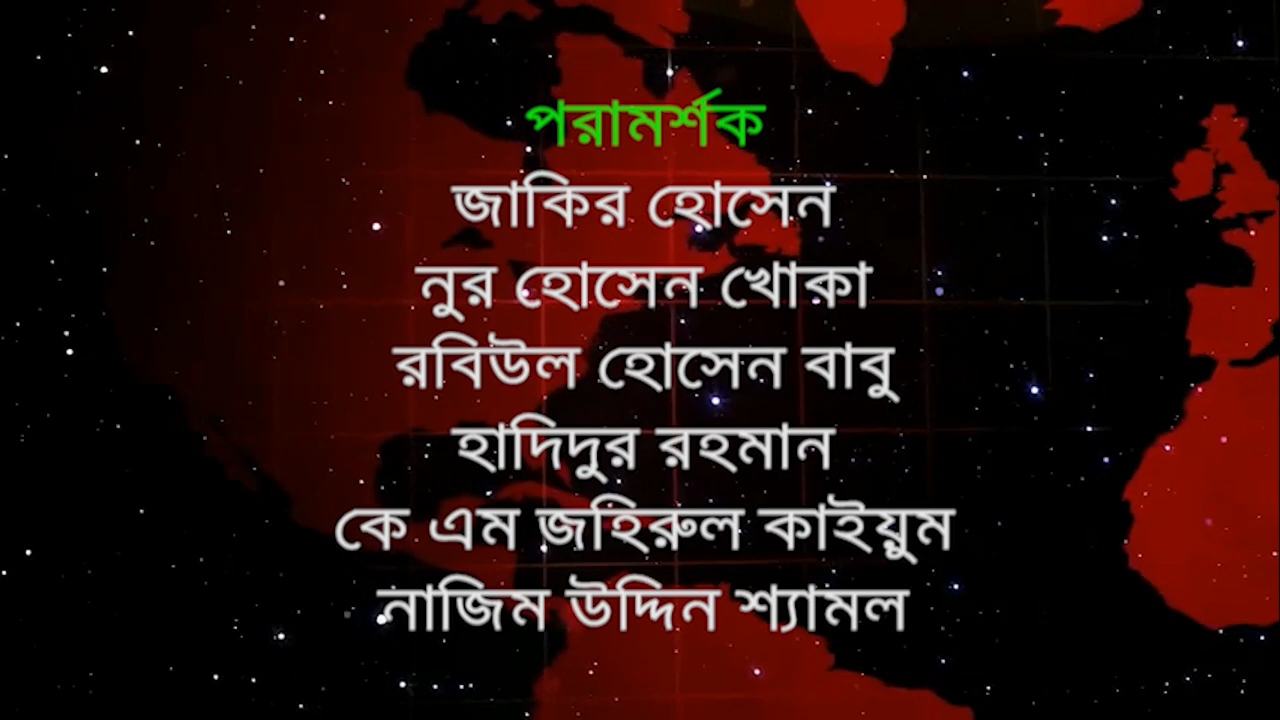 পরামর্শক
জাকির হোসেন
নুর হোসেন খোকা
রবিউল হোসেন বাবু
হাদিদুর রহমান
কে এম জহিরুল কাইয়ুম
নাজিম উদ্দিন শ্যামল